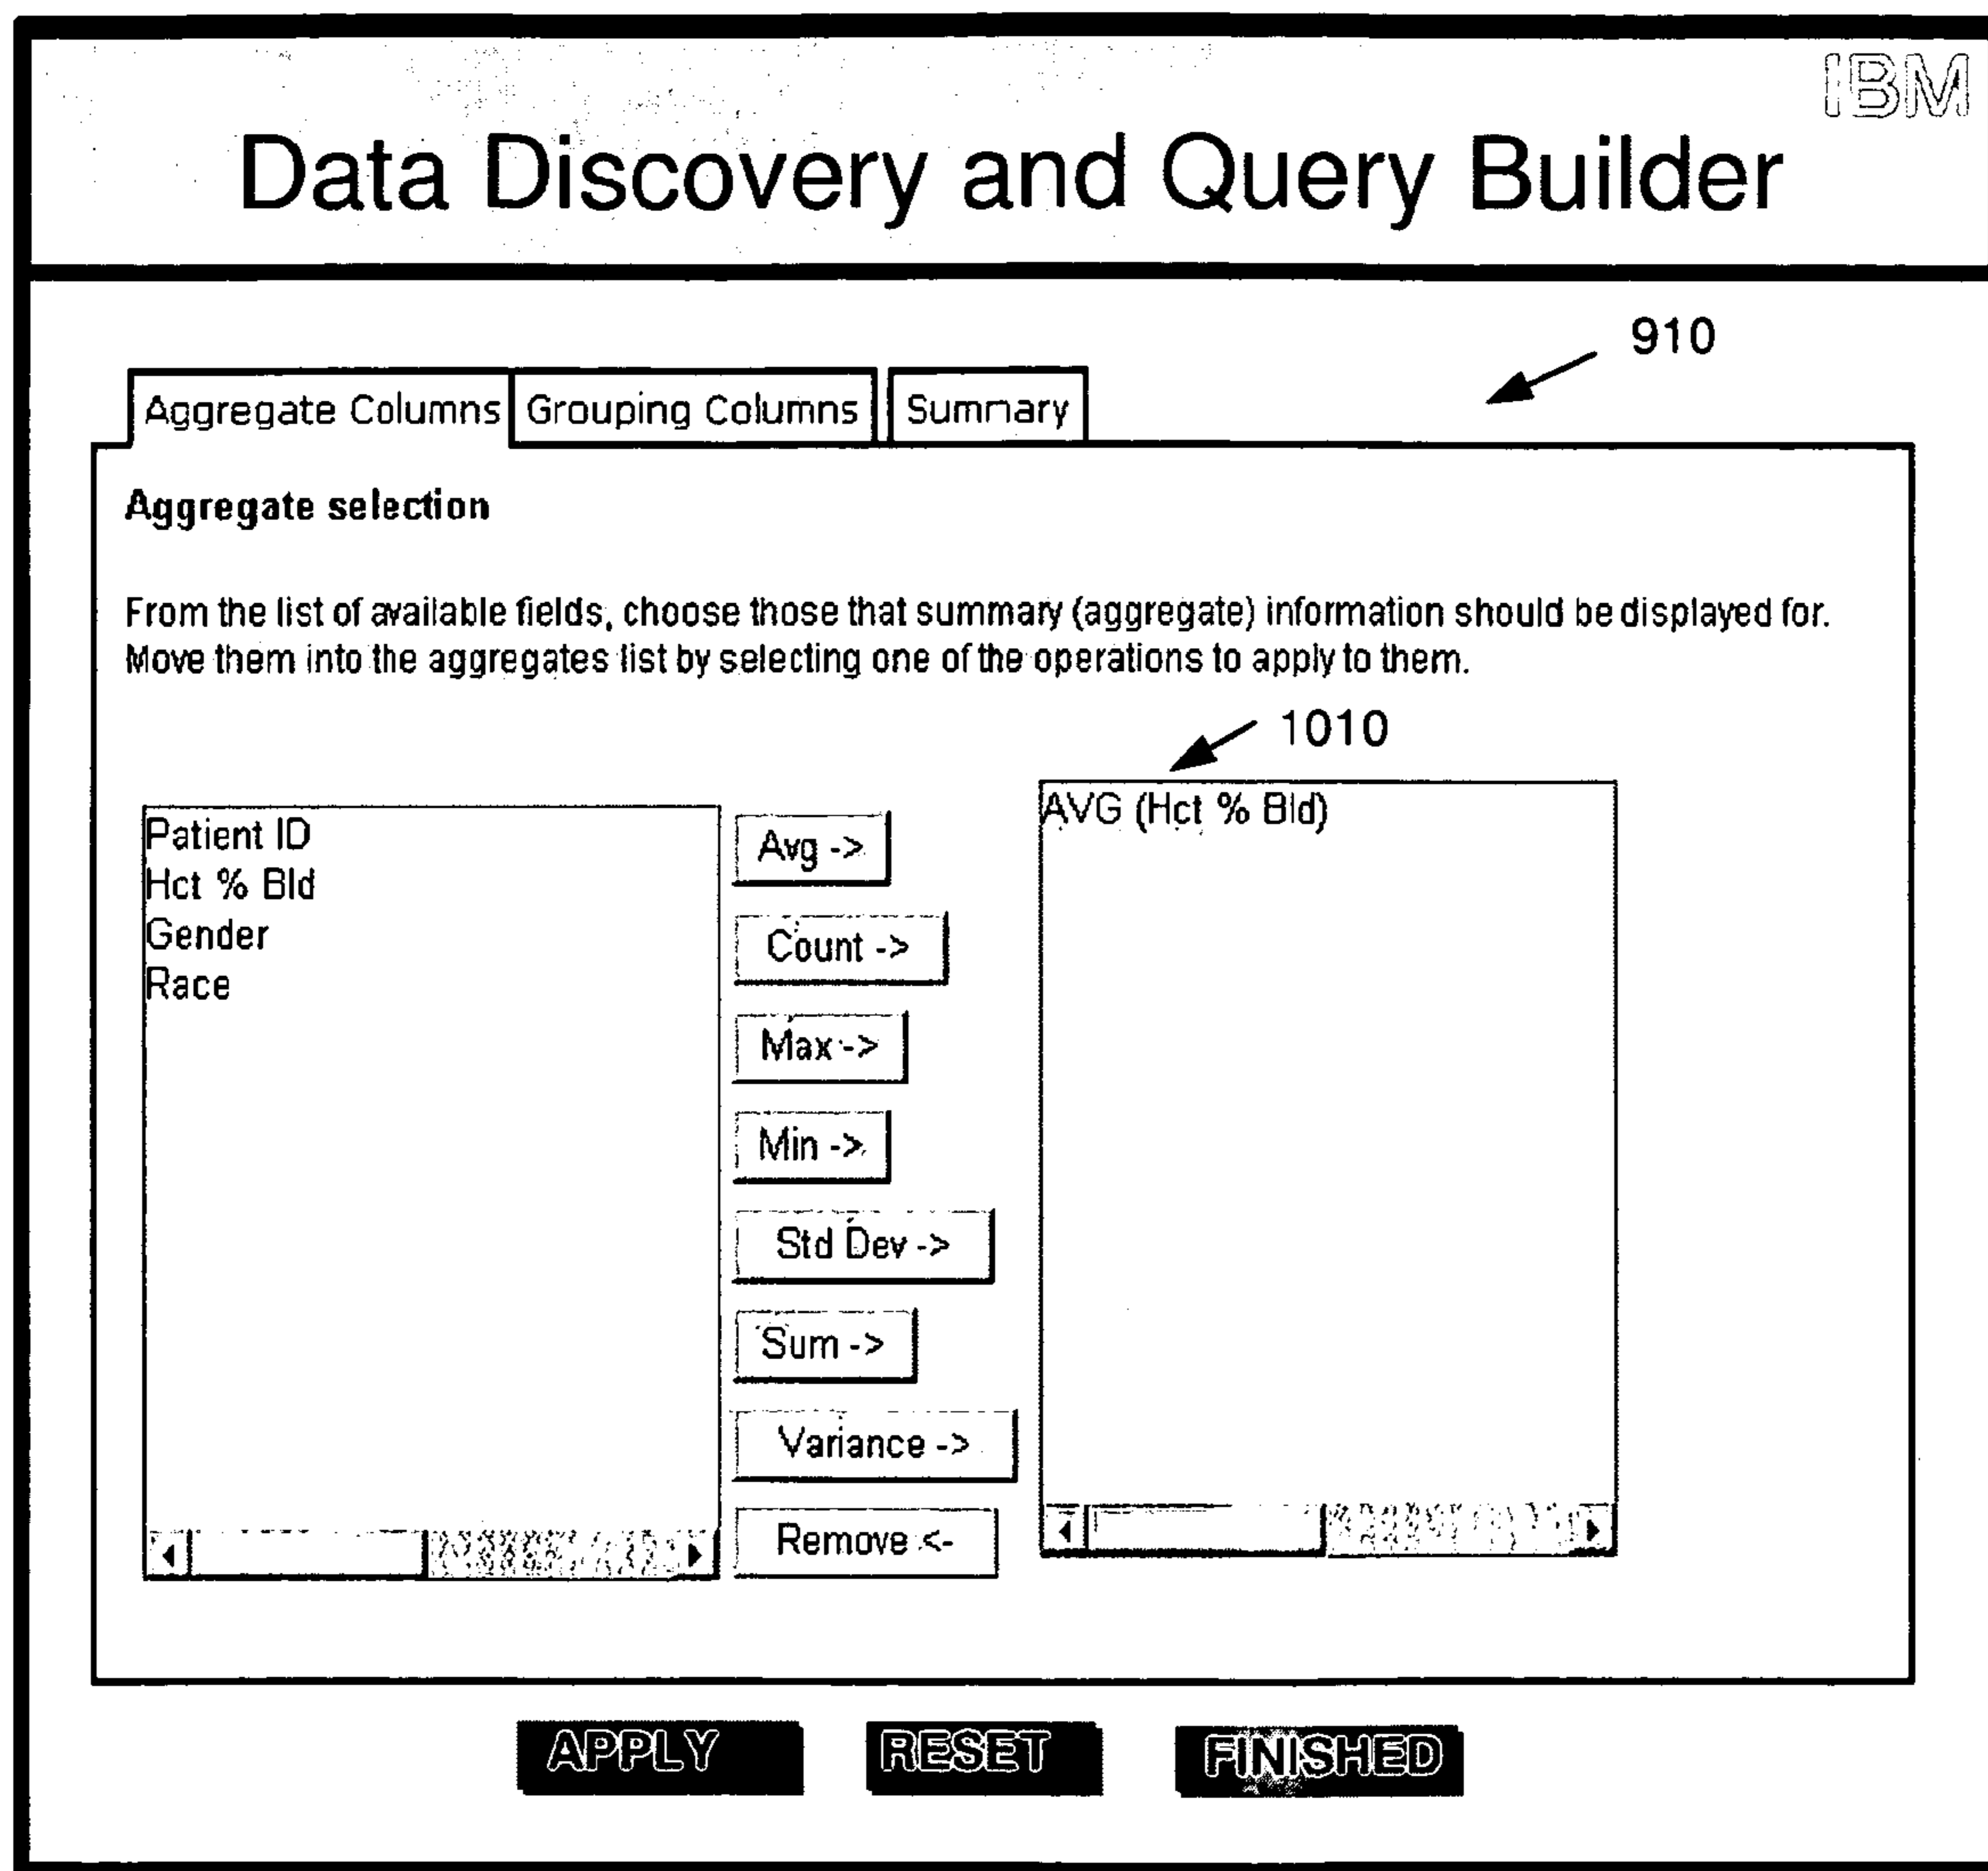 IBM
Data Discovery and Query Builder
910
Aggregate Columns Grouping Columns Summary
Aggregate selection
From the list of available fields, choose those that summary (aggregate) information should be displayed for.
Move them into the aggregates list by selecting one of the operations to apply to them.
1010
Patient ID
Hct % Bld
Gender
Race
Avg ->
Count ->
Max ->
Min ->
Std Dev ->
Sum ->
Variance ->
Remove <-
AVG (Hct % Bld)
APPLY RESET FINISHED